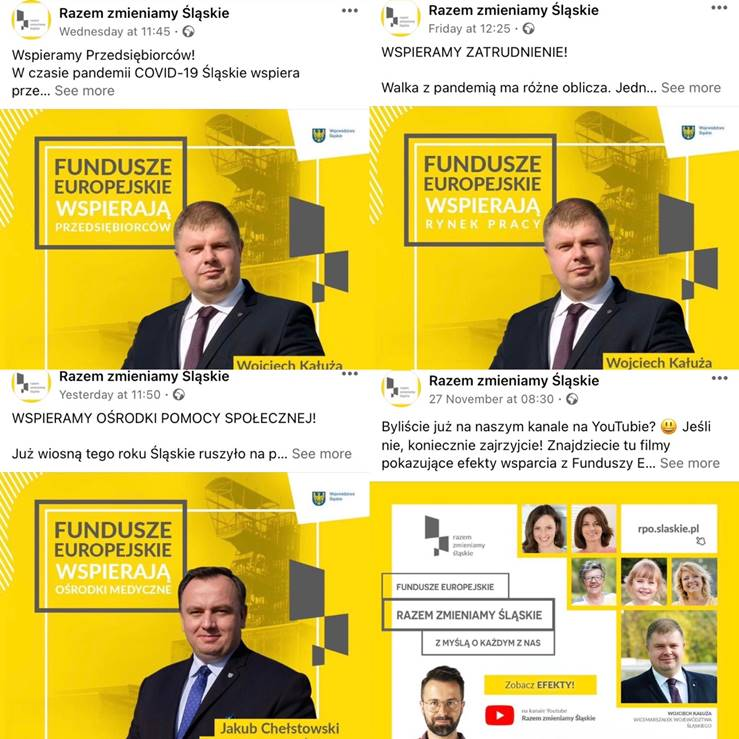 Razem zmieniamy Śląskie
Wednesday at 11:45 ·
Wspieramy Przedsiębiorców!
W czasie pandemii COVID-19 Śląskie wspiera
prze... See more
Województwo
Śląskie
FUNDUSZE
EUROPEJSKIE
WSPIERAJĄ
PRZEDSIĘBIORCÓW
Wojciech Kałuża
Razem zmieniamy Śląskie
Friday at 12:25 ·
WSPIERAMY ZATRUDNIENIE!
Walka z pandemią ma różne oblicza. Jedn... See more
Województwo
Śląskie
FUNDUSZE
EUROPEJSKIE
WSPIERAJĄ
RYNEK PRACY
Wojciech Kałuża
Razem zmieniamy Śląskie
Yesterday at 11:50 ·
WSPIERAMY OŚRODKI POMOCY SPOŁECZNEJ!
Już wiosną tego roku Śląskie ruszyło na p... See more
Województwo
Śląskie
FUNDUSZE
EUROPEJSKIE
WSPIERAJĄ
OŚRODKI MEDYCZNE
Jakub Chełstowski
Razem zmieniamy Śląskie
27 November at 08:30 ·
Byliście już na naszym kanale na YouTubie? 😃 Jeśli
nie, koniecznie zajrzyjcie! Znajdziecie tu filmy
pokazujące efekty wsparcia z Funduszy E... See more
razem
zmieniamy
śląskie
rpo.slaskie.pl
FUNDUSZE EUROPEJSKIE
RAZEM ZMIENIAMY ŚLĄSKIE
Z MYŚLĄ O KAŻDYM Z NAS
Zobacz EFEKTY!
na kanale Youtube
Razem zmieniamy Śląskie
WOJCIECH KAŁUŻA
WICEMARSZAŁEK WOJEWÓDZTWA
ŚLĄSKIEGO